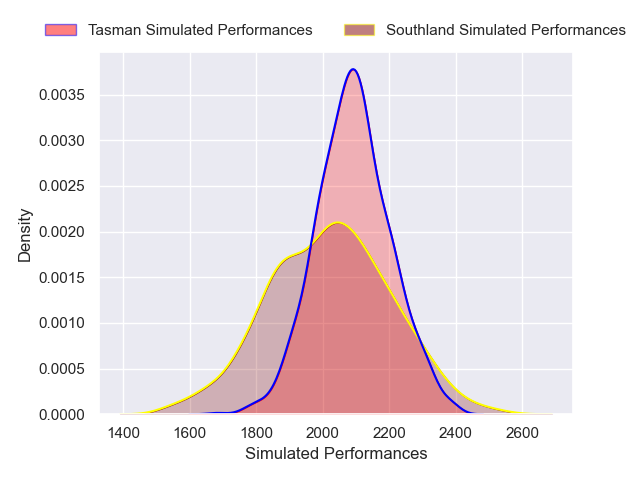 Tasman Simulated Performances Southland Simulated Performances
0.0035
0.0030
0.0025
0.0020
0.0015
0.0010
0.0005
0.0000
Density
1400 1600 1800 2000 2200 2400 2600
Simulated Performances